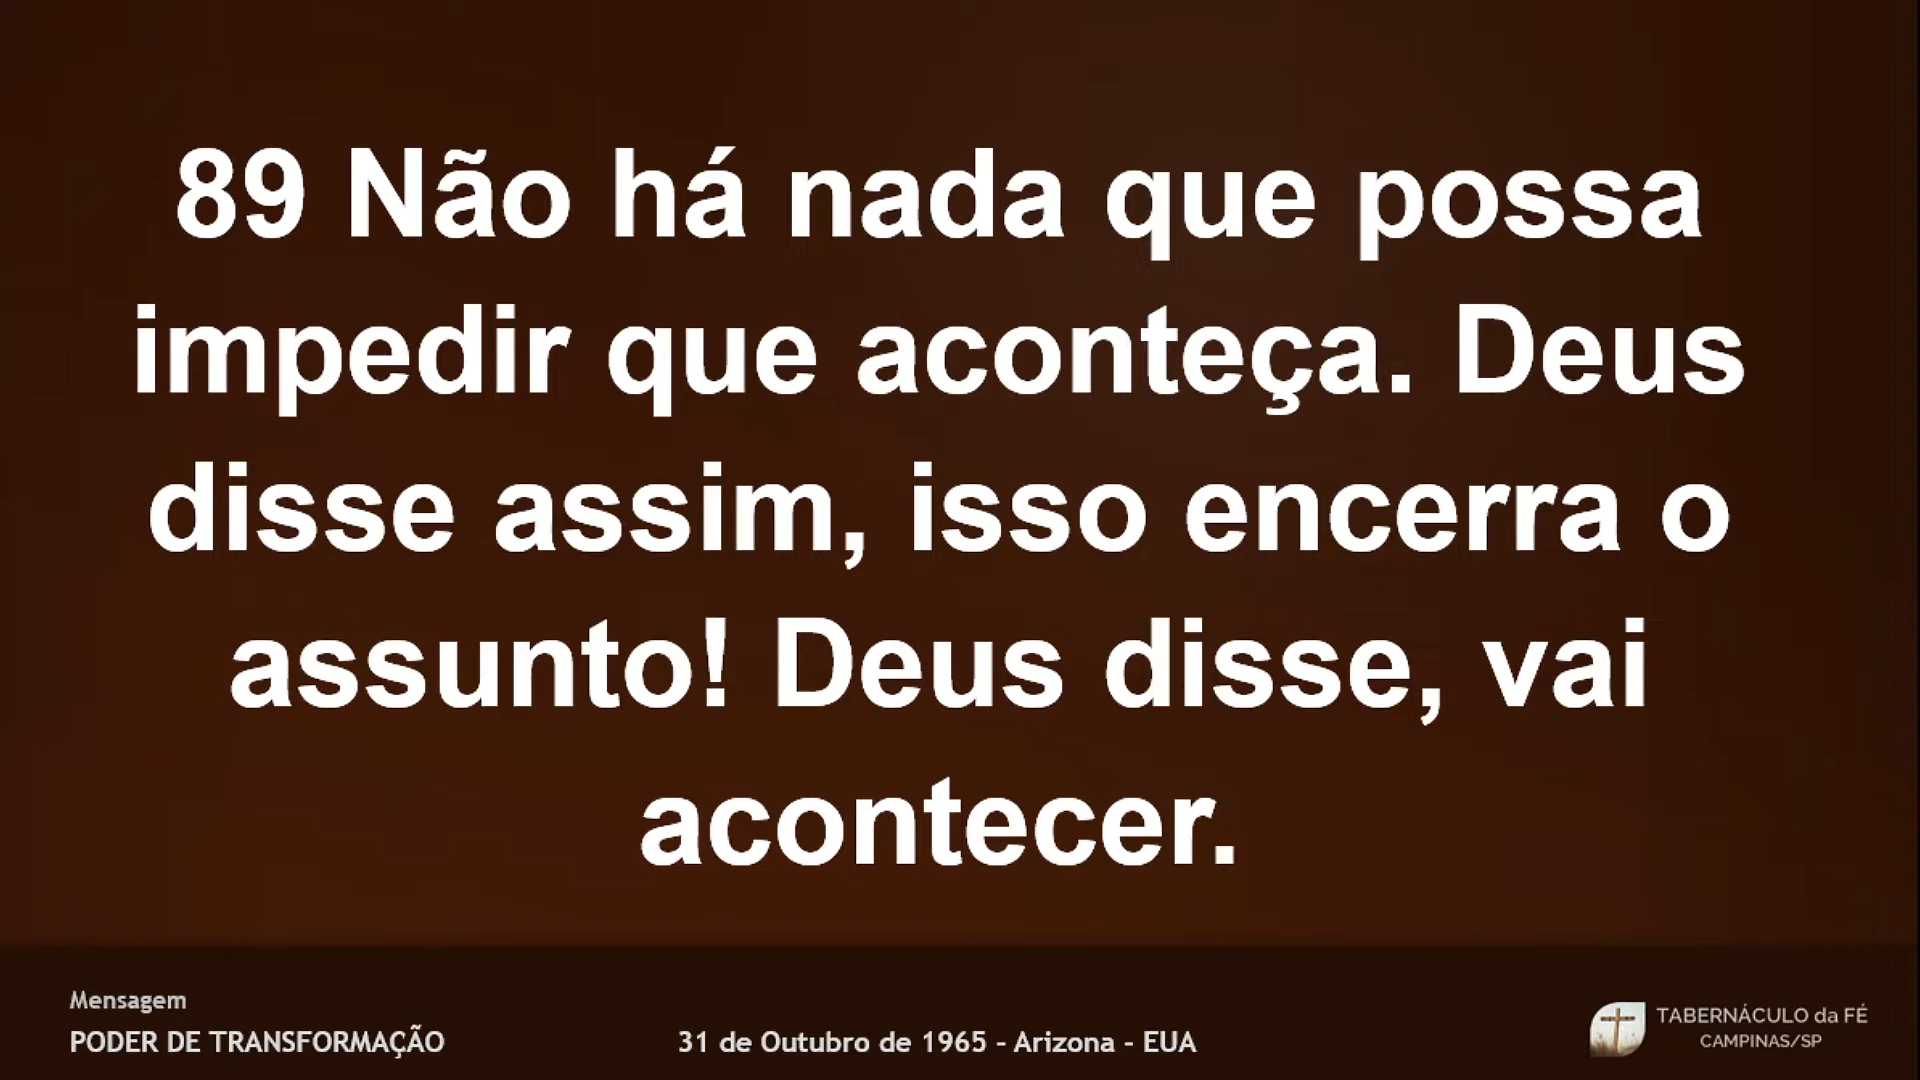 89 Não há nada que possa
impedir que aconteça. Deus
disse assim, isso encerra o
assunto! Deus disse, vai
acontecer.
Mensagem
PODER DE TRANSFORMAÇÃO
31 de Outubro de 1965 - Arizona - EUA
TABERNÁCULO da FÉ
CAMPINAS/SP